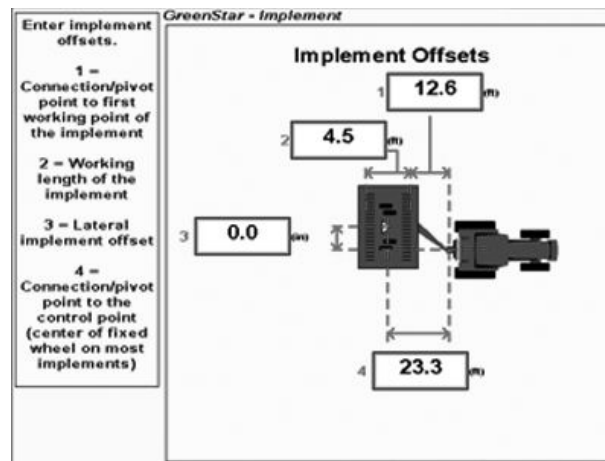 GreenStar - Implement
Enter implement
offsets.
1 =
Connection/pivot
point to first
working point of
the implement
2 = Working
length of the
implement
3 = Lateral
implement offset
4 =
Connection/pivot
point to the
control point
(center of fixed
wheel on most
implements)
Implement Offsets
1 12.6 (ft)
2 4.5 (ft)
3 0.0 (in)
4 23.3 (ft)